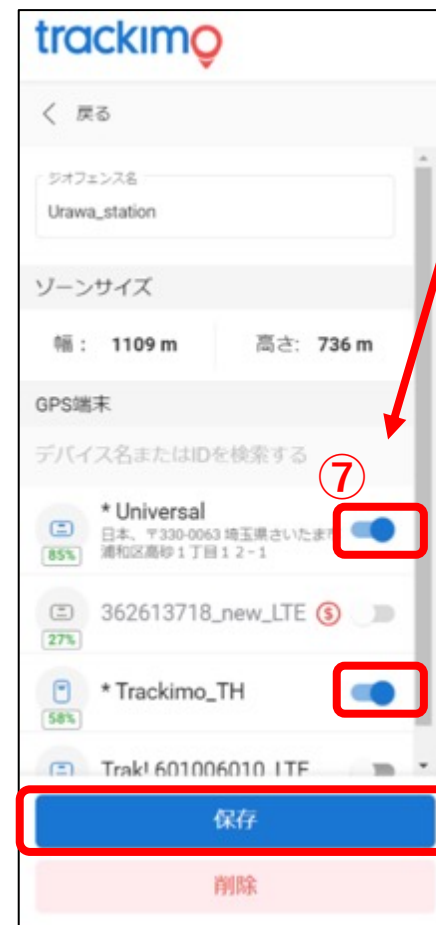 trackimo
< 戻る
ジオフェンス名
Urawa_station
ゾーンサイズ
幅： 1109 m 高さ: 736 m
GPS端末
デバイス名またはIDを検索する
⑦
* Universal
日本、〒330-0063 埼玉県さいたま市
浦和区高砂１丁目１２−１
85%
362613718_new_LTE $
27%
* Trackimo_TH
58%
Trak! 601006010 LTE
保存
削除